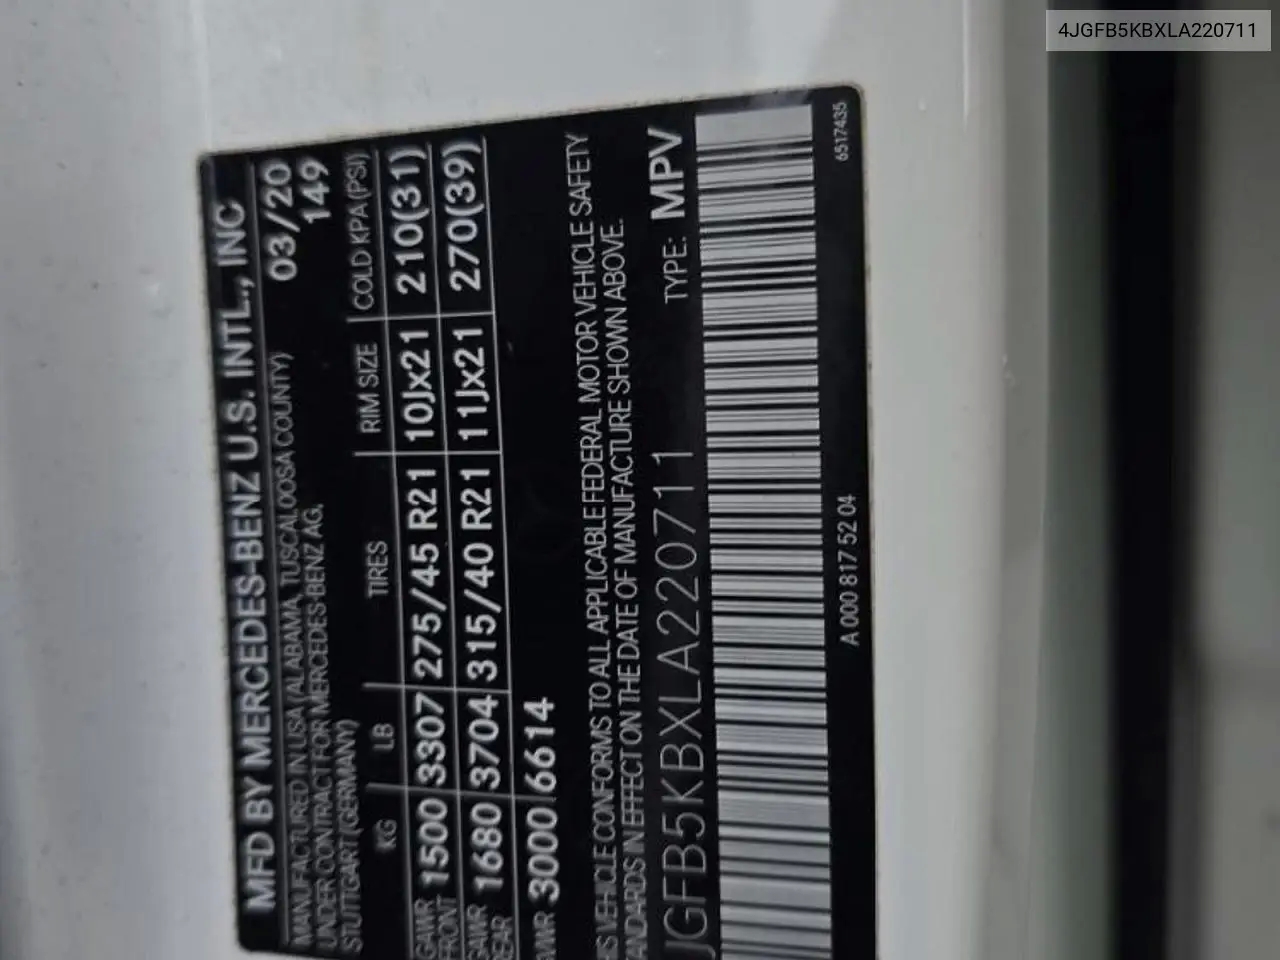 4JGFB5KBXLA220711
MFD BY MERCEDES-BENZ U.S. INTL., INC
MANUFACTURED IN USA (ALABAMA, TUSCALOOSA COUNTY) 03/20
UNDER CONTRACT FOR MERCEDES-BENZ AG, 149
STUTTGART (GERMANY)
KG LB TIRES RIM SIZE COLD KPA (PSI)
GAWR
FRONT 1500 3307 275/45 R21 10Jx21 210(31)
GAWR
REAR 1680 3704 315/40 R21 11Jx21 270(39)
GVWR 3000 6614
HIS VEHICLE CONFORMS TO ALL APPLICABLE FEDERAL MOTOR VEHICLE SAFETY
TANDARDS IN EFFECT ON THE DATE OF MANUFACTURE SHOWN ABOVE.
JGFB5KBXLA220711 TYPE: MPV
A 000 817 52 04 6517435